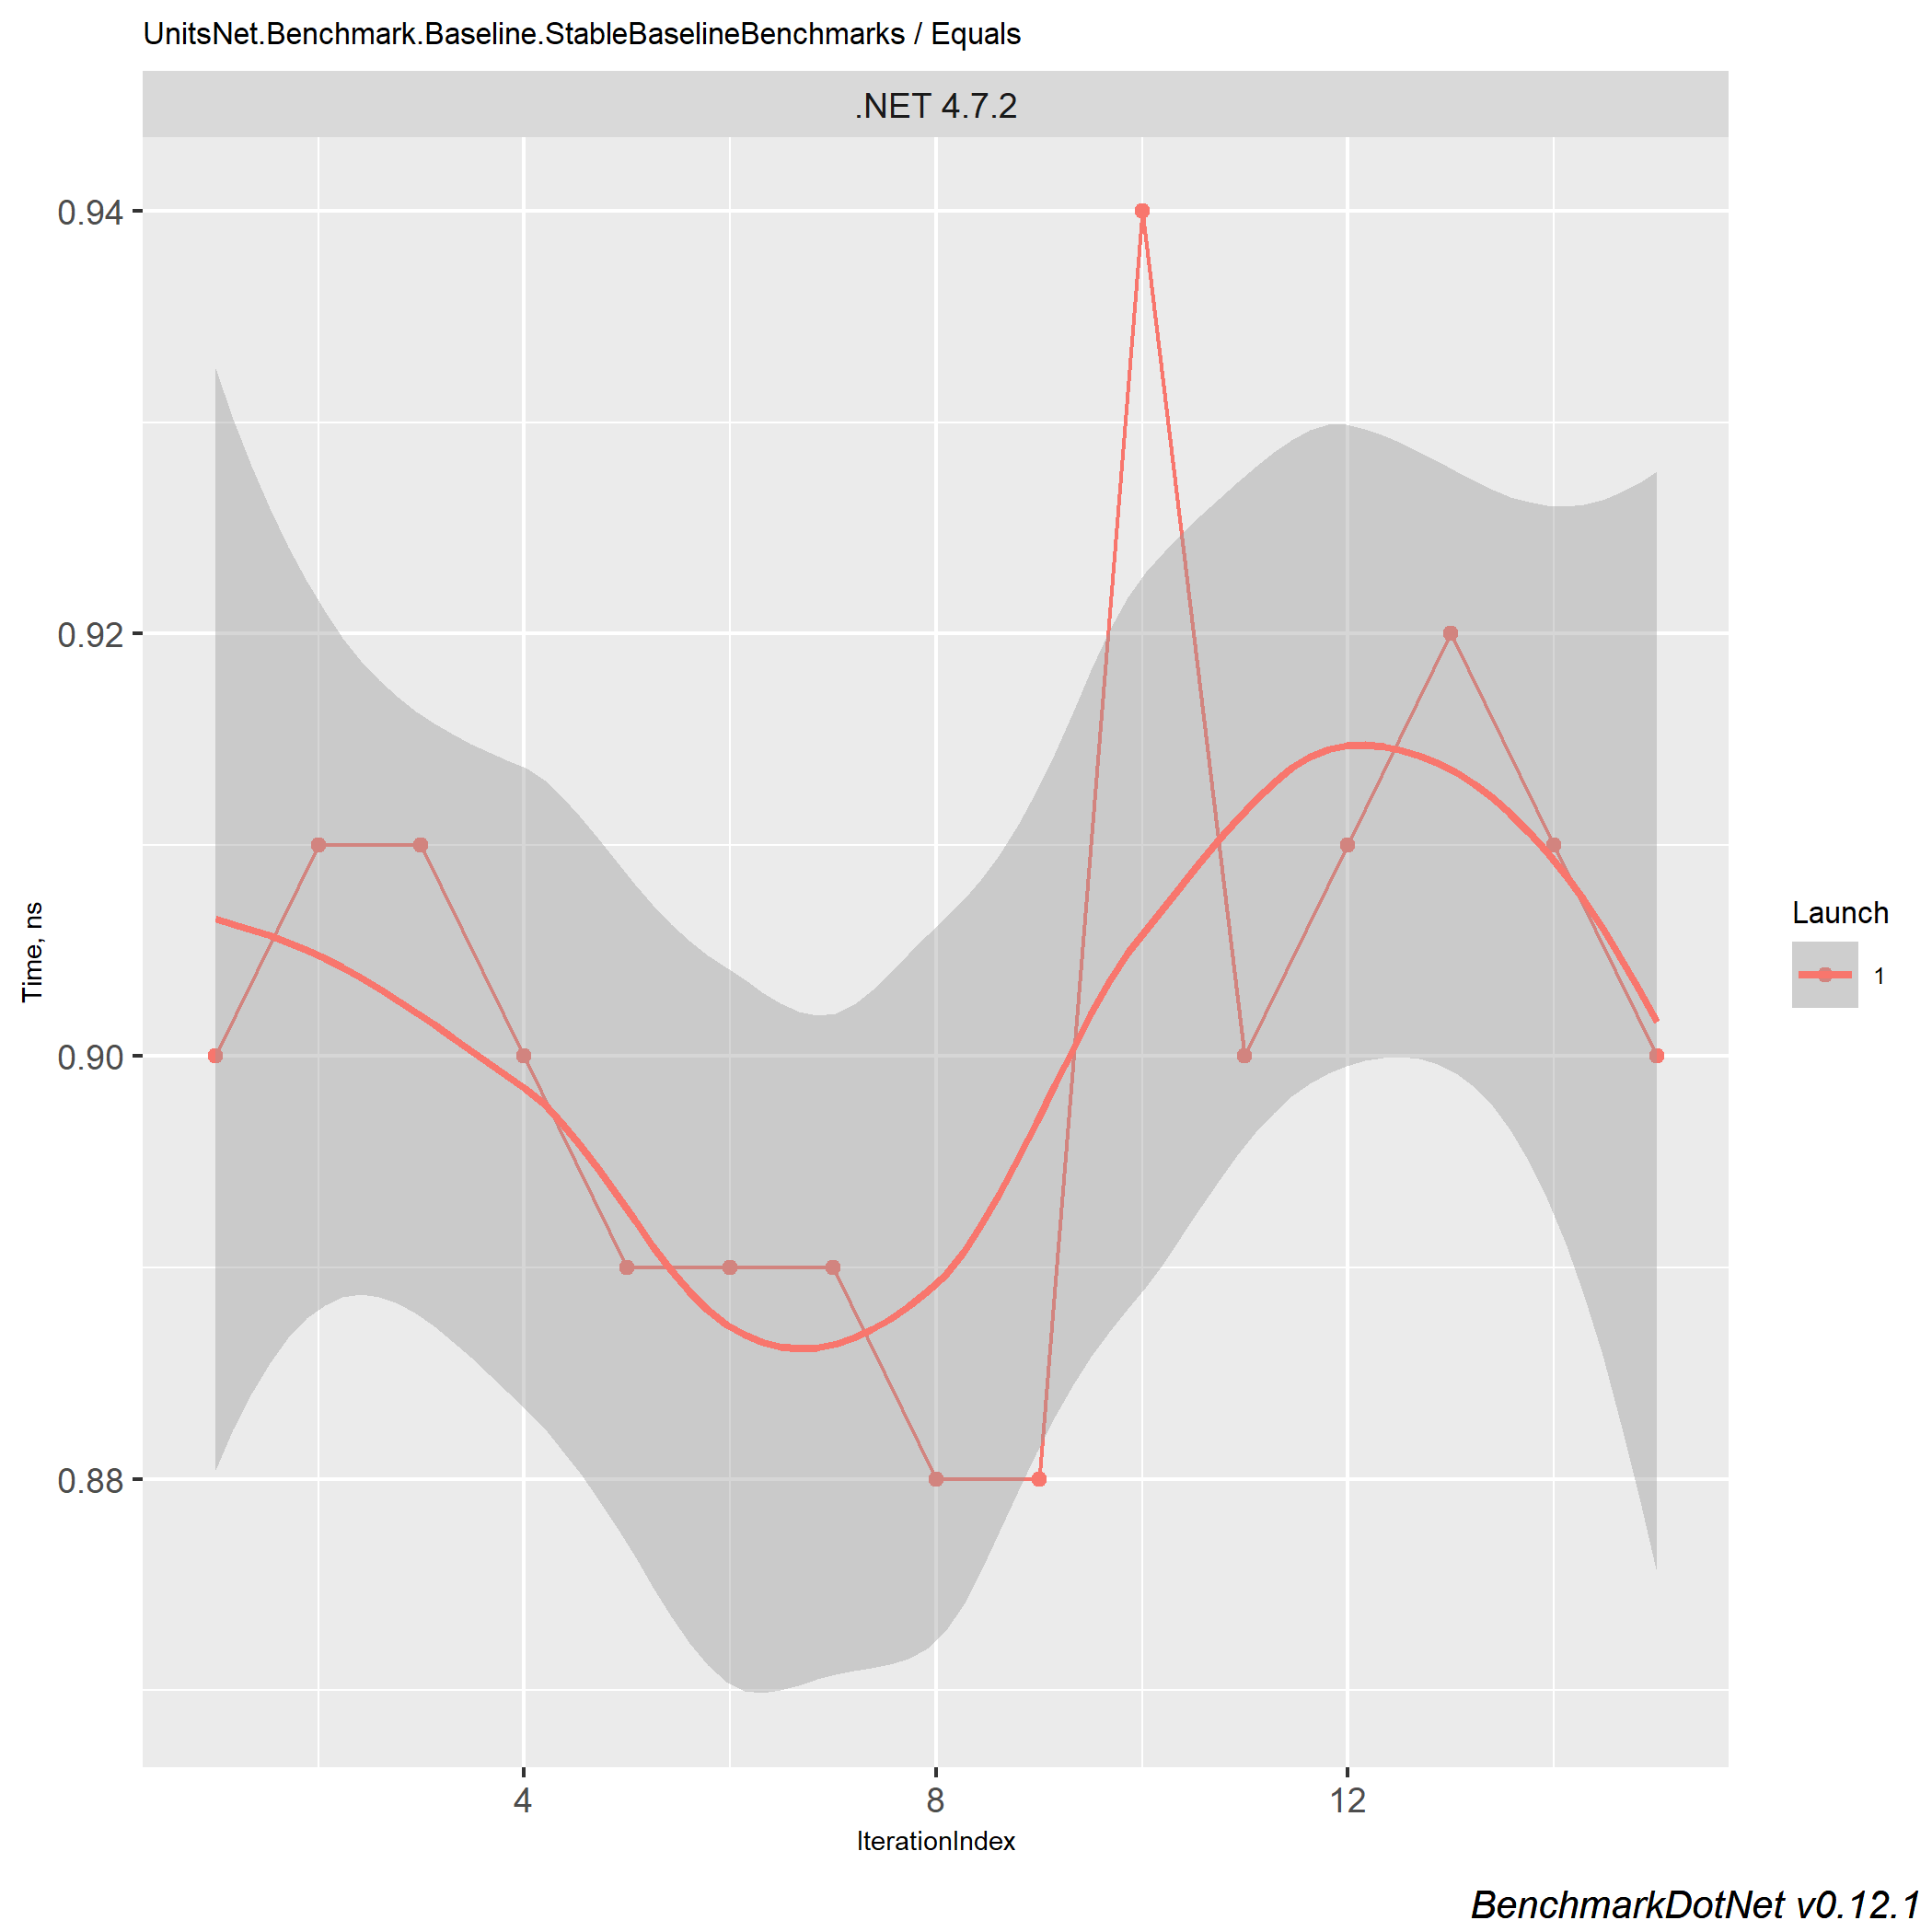 UnitsNet.Benchmark.Baseline.StableBaselineBenchmarks / Equals
.NET 4.7.2
0.94
0.92
0.90
0.88
Time, ns
4 8 12
IterationIndex
Launch
1
BenchmarkDotNet v0.12.1